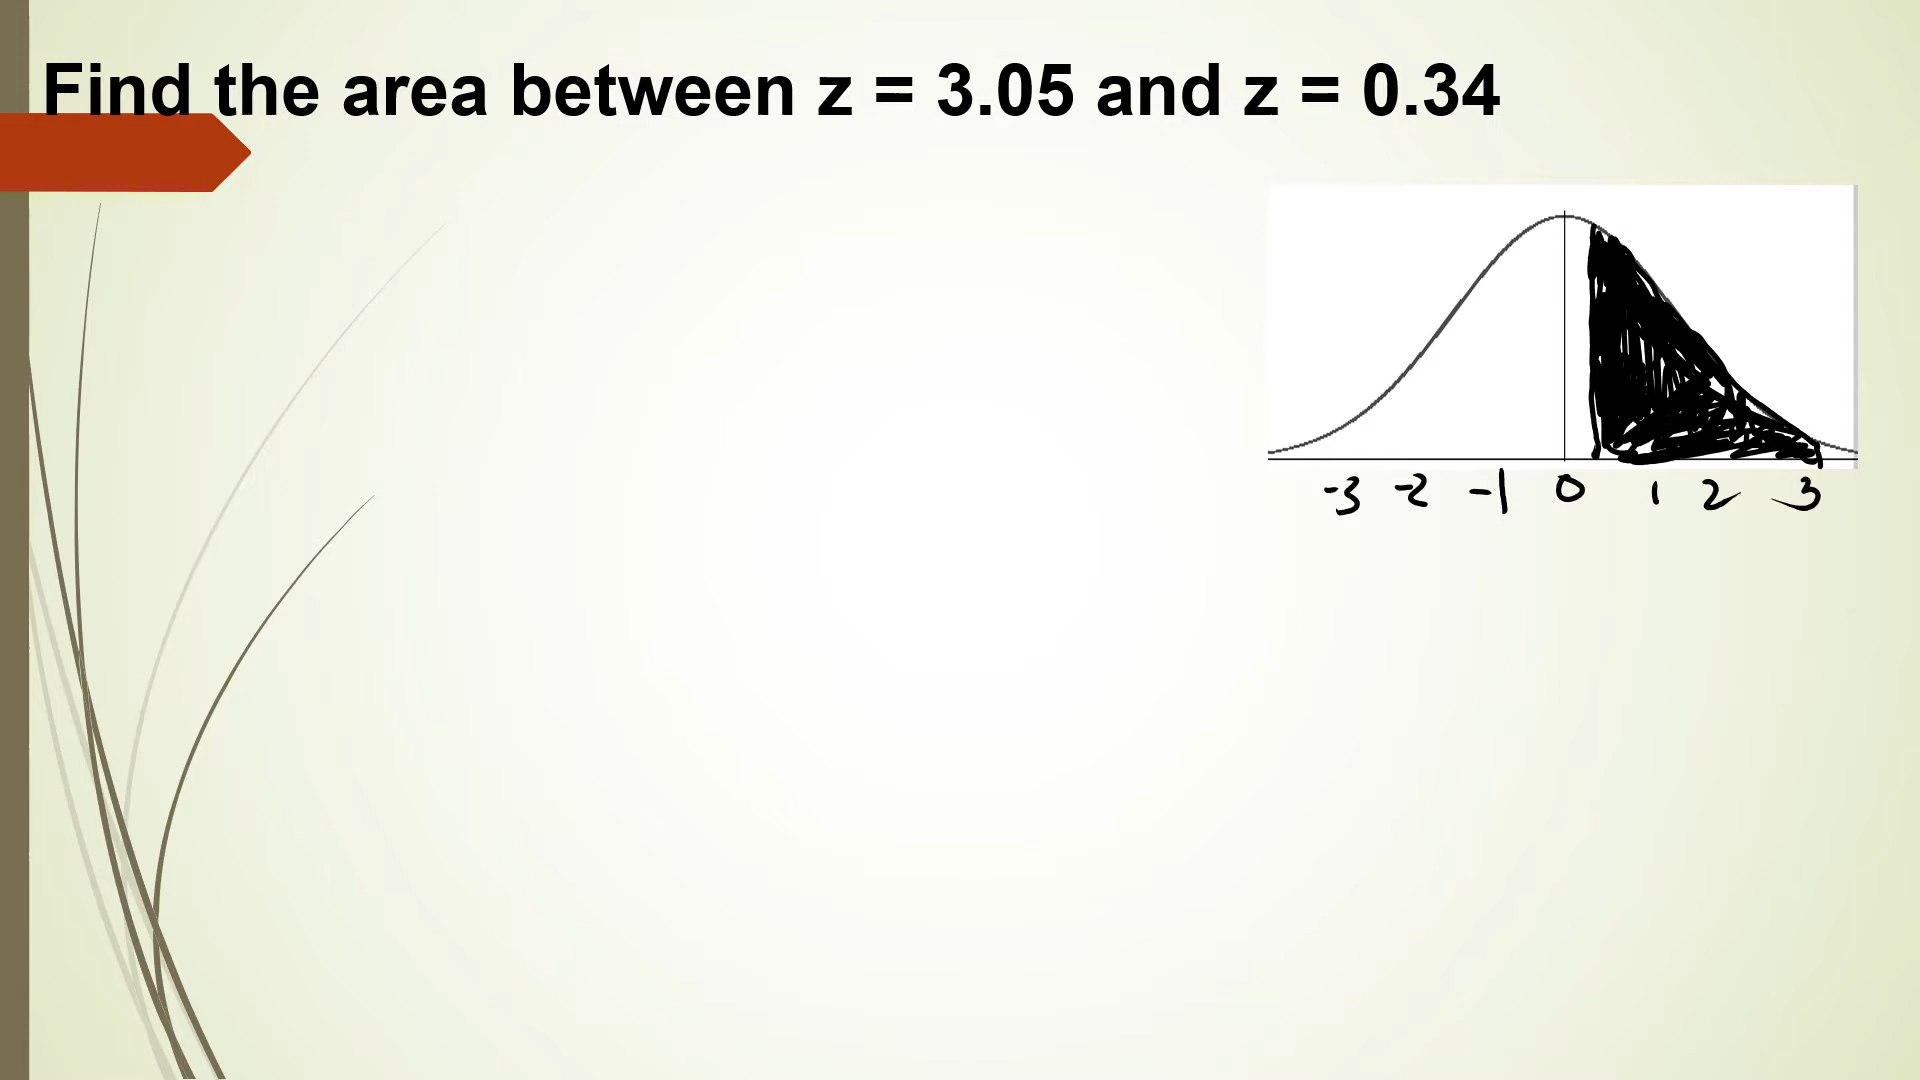 Find the area between z = 3.05 and z = 0.34
-3 -2 -1 0 1 2 3